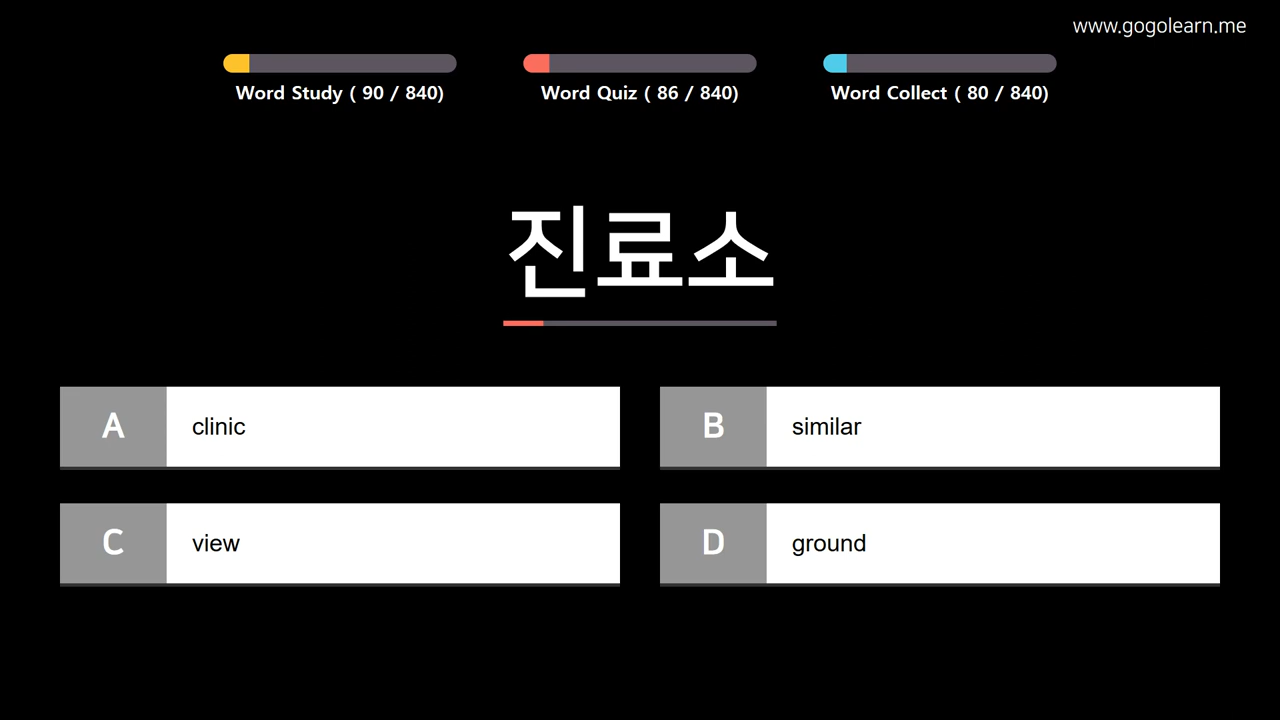 www.gogolearn.me
Word Study ( 90 / 840)
Word Quiz ( 86 / 840)
Word Collect ( 80 / 840)
진료소
A clinic
B similar
C view
D ground